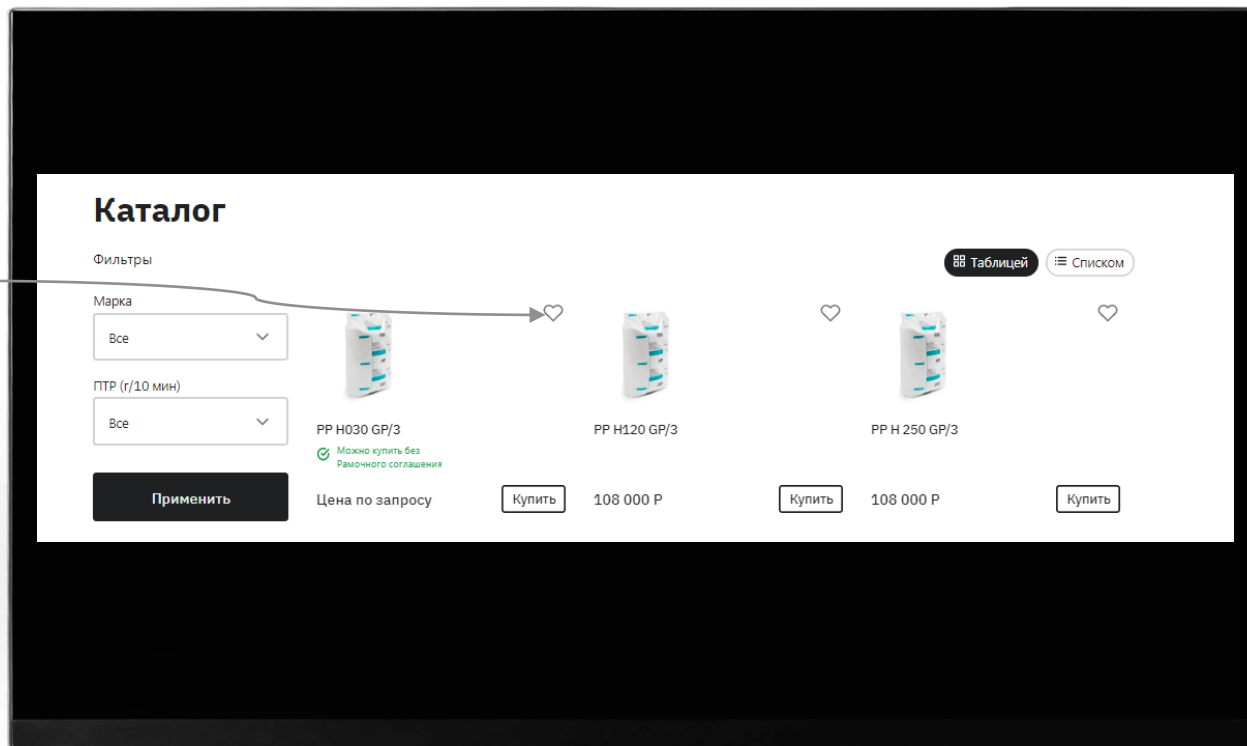 Каталог
Фильтры
Таблицей
Списком
Марка
Все
ПТР (г/10 мин)
Все
Применить
PP H030 GP/3
Можно купить без
Рамочного соглашения
Цена по запросу
Купить
PP H120 GP/3
108 000 Р
Купить
PP H 250 GP/3
108 000 Р
Купить